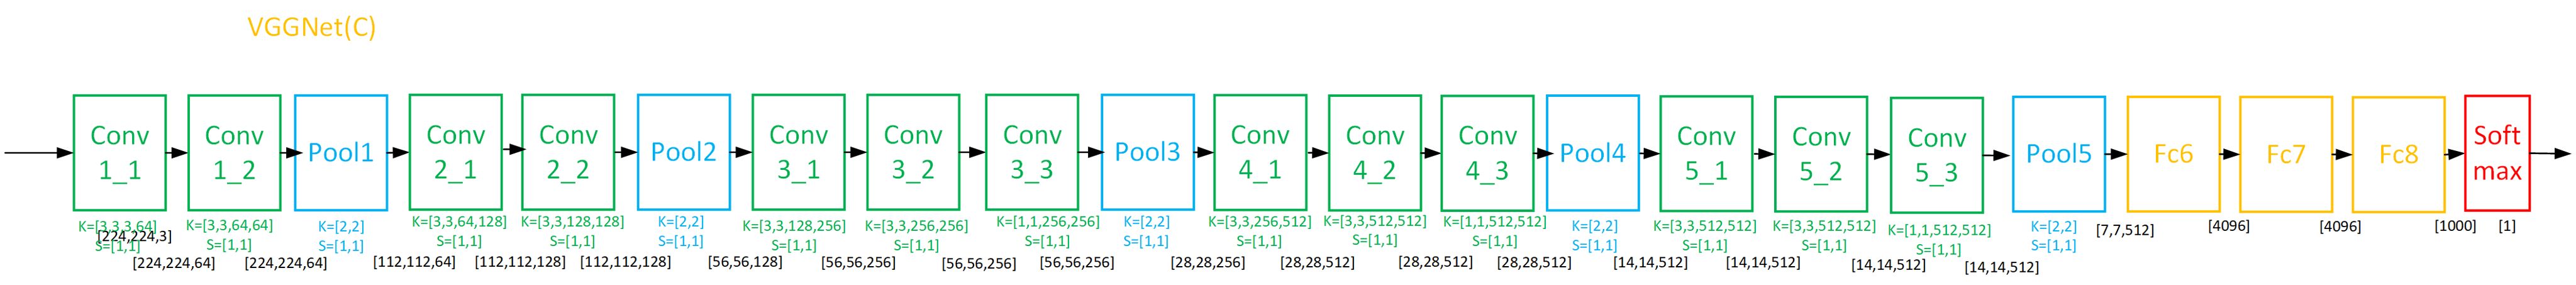 VGGNet(C)
Conv
1_1
Conv
1_2
Pool1
Conv
2_1
Conv
2_2
Pool2
Conv
3_1
Conv
3_2
Conv
3_3
Pool3
Conv
4_1
Conv
4_2
Conv
4_3
Pool4
Conv
5_1
Conv
5_2
Conv
5_3
Pool5
Fc6
Fc7
Fc8
Soft
max
K=[3,3,3,64]
S=[1,1]
K=[3,3,64,64]
S=[1,1]
K=[2,2]
S=[1,1]
K=[3,3,64,128]
S=[1,1]
K=[3,3,128,128]
S=[1,1]
K=[2,2]
S=[1,1]
K=[3,3,128,256]
S=[1,1]
K=[3,3,256,256]
S=[1,1]
K=[1,1,256,256]
S=[1,1]
K=[2,2]
S=[1,1]
K=[3,3,256,512]
S=[1,1]
K=[3,3,512,512]
S=[1,1]
K=[1,1,512,512]
S=[1,1]
K=[2,2]
S=[1,1]
K=[3,3,512,512]
S=[1,1]
K=[3,3,512,512]
S=[1,1]
K=[1,1,512,512]
S=[1,1]
K=[2,2]
S=[1,1]
[224,224,3]
[224,224,64]
[224,224,64]
[112,112,64]
[112,112,128]
[112,112,128]
[56,56,128]
[56,56,256]
[56,56,256]
[56,56,256]
[28,28,256]
[28,28,512]
[28,28,512]
[28,28,512]
[14,14,512]
[14,14,512]
[14,14,512]
[14,14,512]
[7,7,512]
[4096]
[4096]
[1000]
[1]